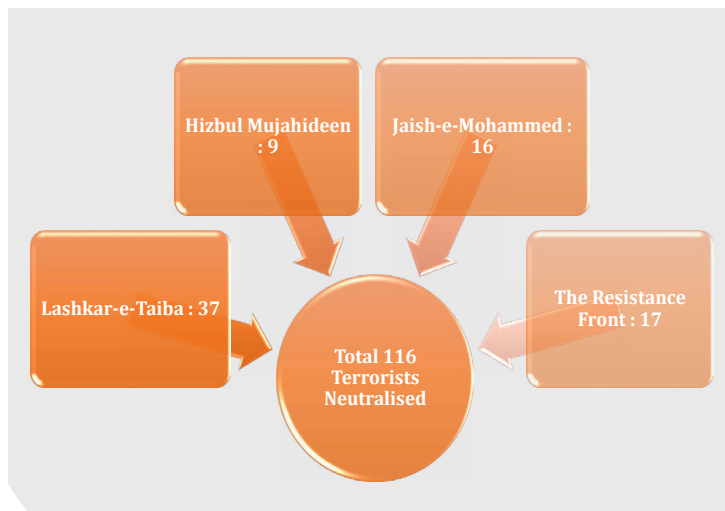 Hizbul Mujahideen
: 9
Jaish-e-Mohammed :
16
Lashkar-e-Taiba : 37
The Resistance
Front : 17
Total 116
Terrorists
Neutralised